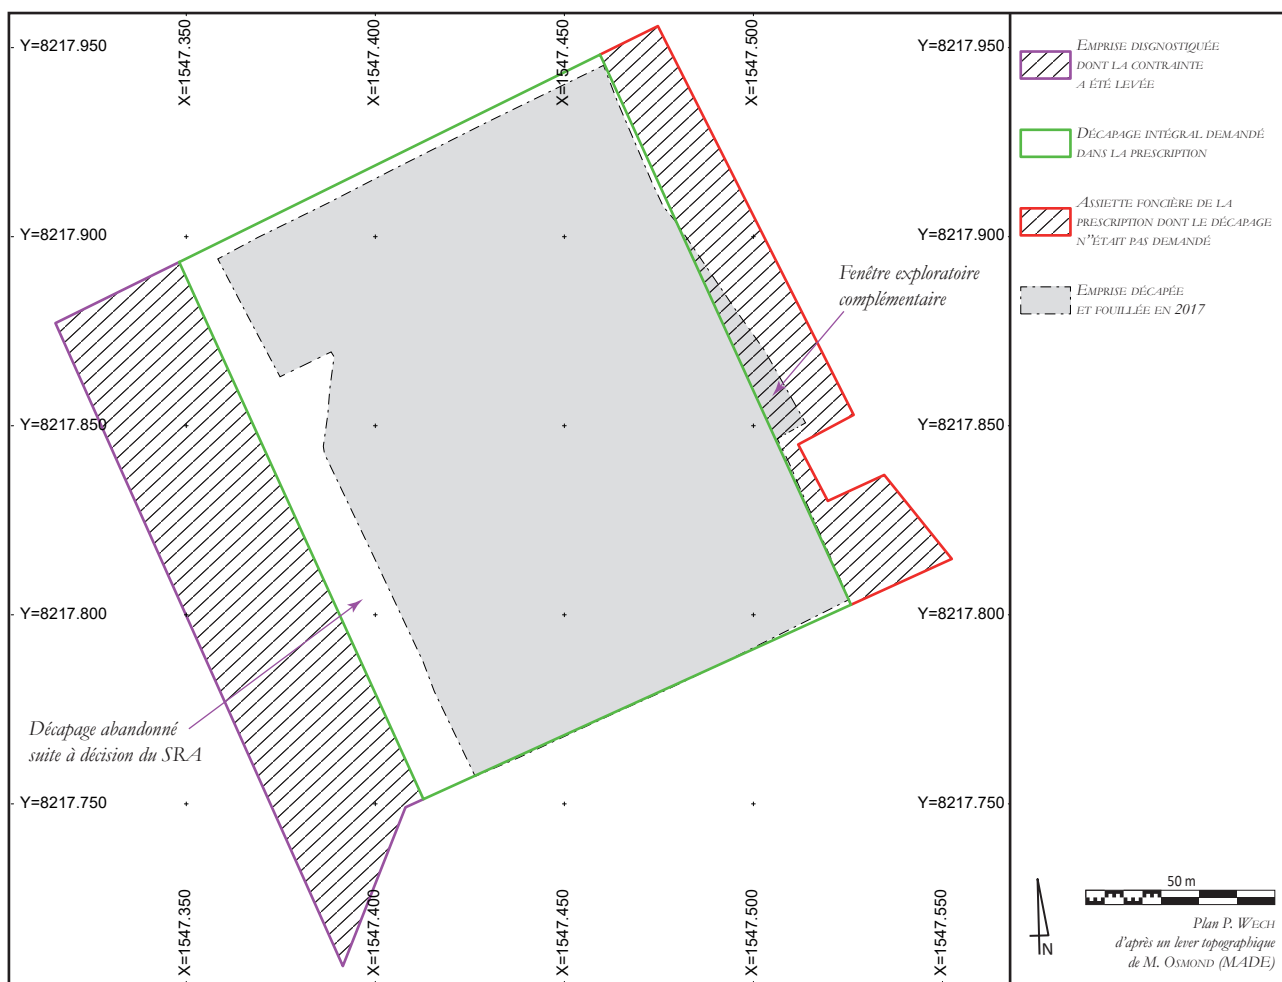 X=1547.350
X=1547.400
X=1547.450
X=1547.500
Y=8217.950
Y=8217.950
Y=8217.900
Y=8217.900
Fenêtre exploratoire
complémentaire
Y=8217.850
Y=8217.850
Y=8217.800
Y=8217.800
Décapage abandonné
suite à décision du SRA
Y=8217.750
Y=8217.750
X=1547.350
X=1547.400
X=1547.450
X=1547.500
X=1547.550
EMPRISE DISGNOSTIQUÉE
DONT LA CONTRAINTE
A ÉTÉ LEVÉE
DÉCAPAGE INTÉGRAL DEMANDÉ
DANS LA PRESCRIPTION
ASSIETTE FONCIÈRE DE LA
PRESCRIPTION DONT LE DÉCAPAGE
N''ÉTAIT PAS DEMANDÉ
EMPRISE DÉCAPÉE
ET FOUILLÉE EN 2017
50 m
N
Plan P. WECH
d'après un lever topographique
de M. OSMOND (MADE)